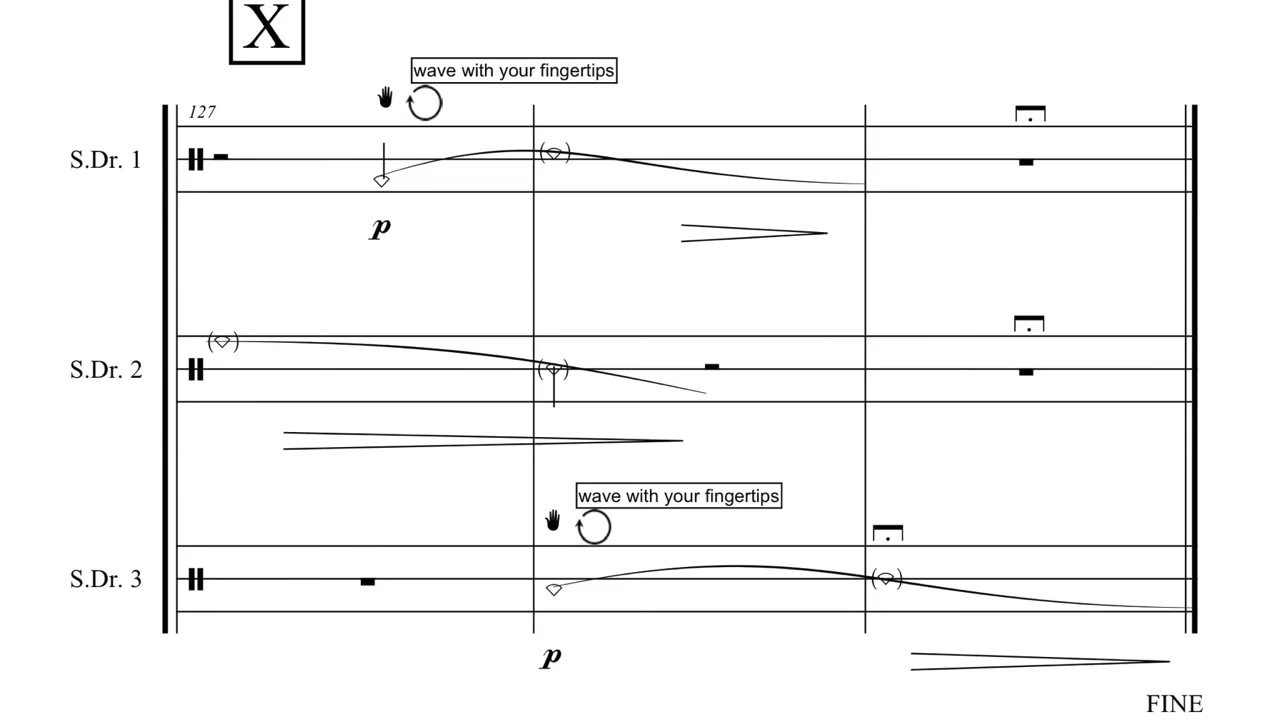 X
wave with your fingertips
127
S.Dr. 1
p
S.Dr. 2
wave with your fingertips
S.Dr. 3
p
FINE